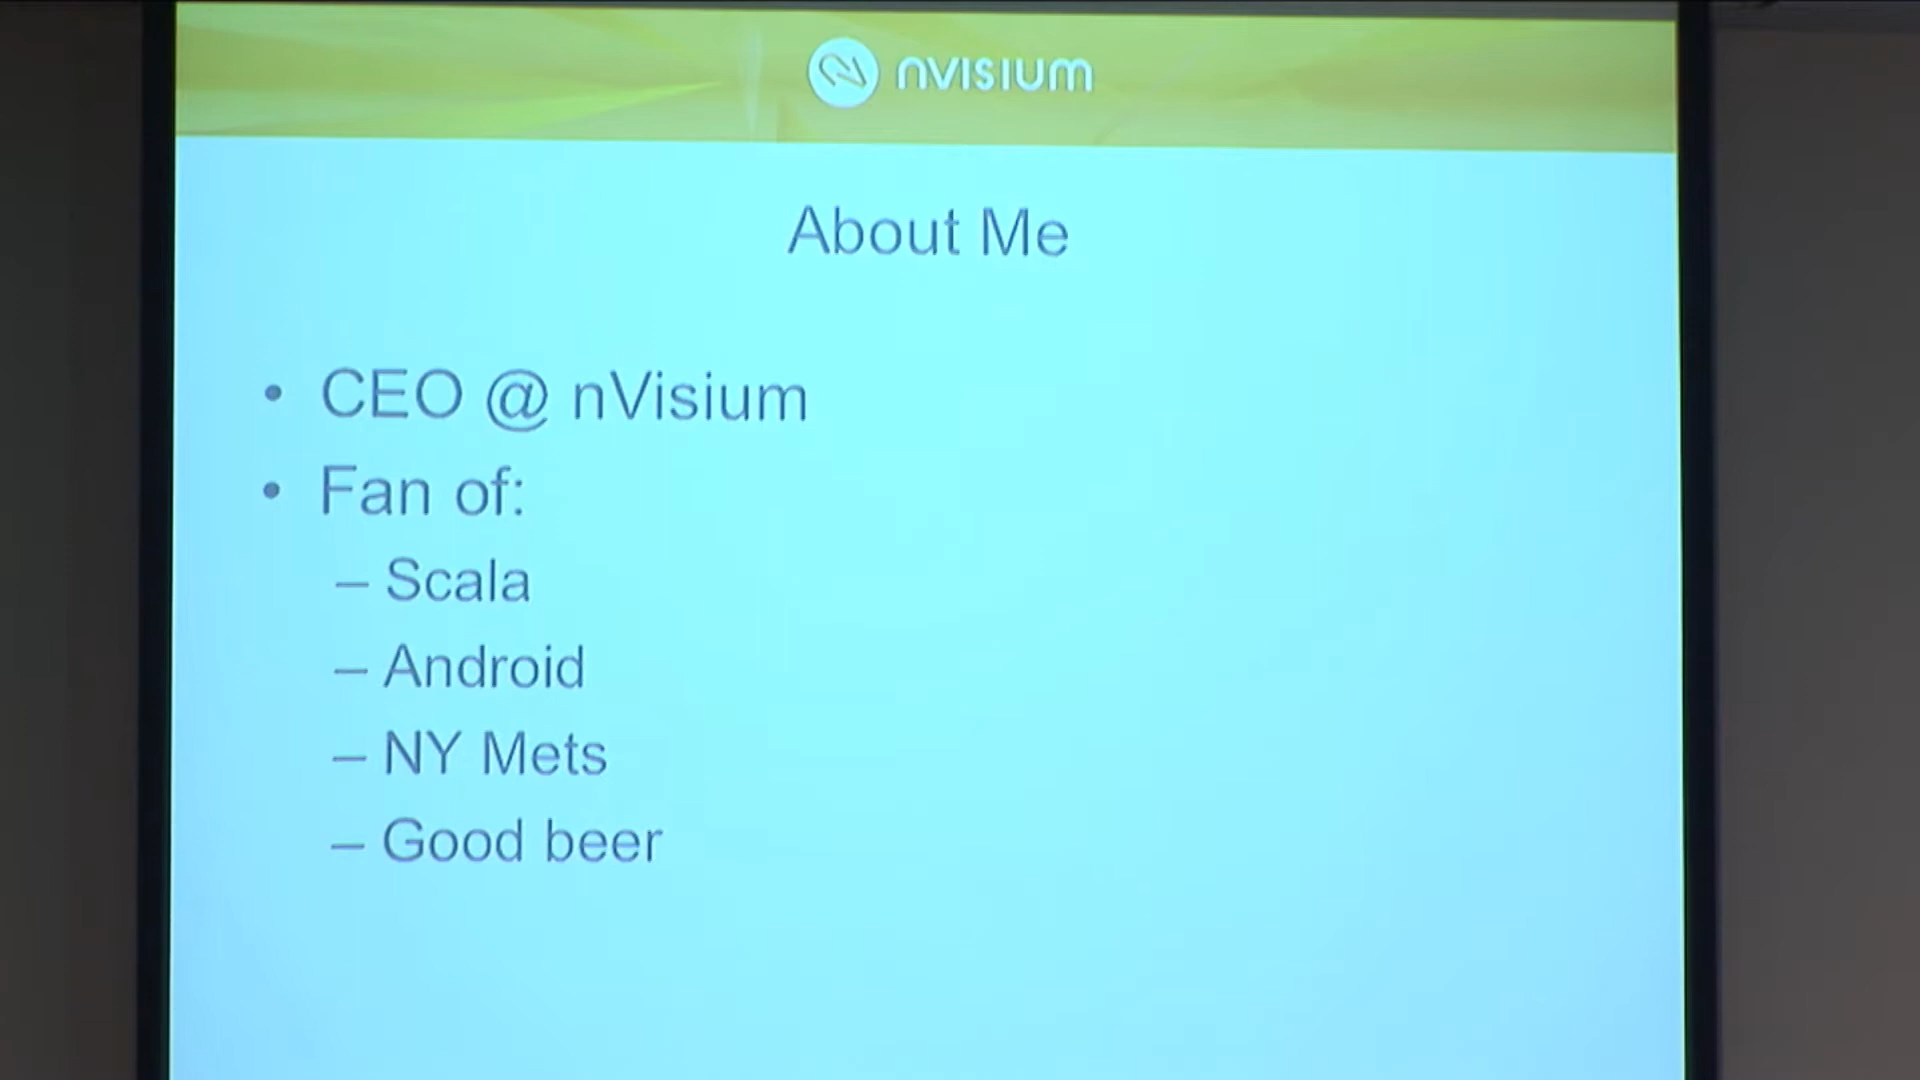 nVISIUM
About Me
• CEO @ nVisium
• Fan of:
– Scala
– Android
– NY Mets
– Good beer